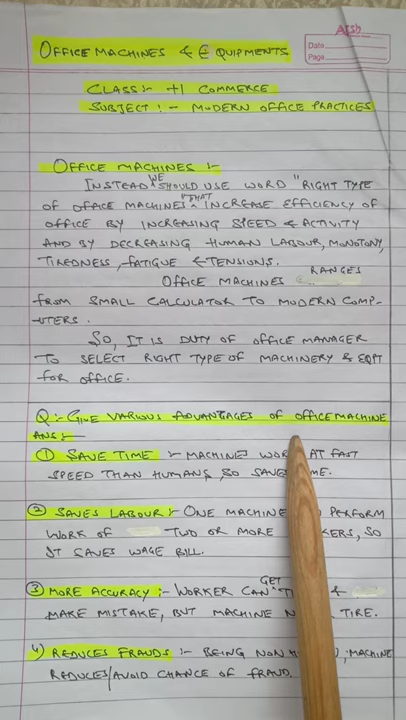 Arsh
Date
Page
OFFICE MACHINES & EQUIPMENTS
CLASS :- +1 COMMERCE
SUBJECT :- MODERN OFFICE PRACTICES
OFFICE MACHINES :-
INSTEAD WE SHOULD USE WORD "RIGHT TYPE
OF OFFICE MACHINES" THAT INCREASE EFFICIENCY OF
OFFICE BY INCREASING SPEED & ACTIVITY
AND BY DECREASING HUMAN LABOUR, MONOTONY,
TIREDNESS, FATIGUE & TENSIONS.
OFFICE MACHINES RANGES
FROM SMALL CALCULATOR TO MODERN COMP-
UTERS.
SO, IT IS DUTY OF OFFICE MANAGER
TO SELECT RIGHT TYPE OF MACHINERY & EQPT
FOR OFFICE.
Q:- GIVE VARIOUS ADVANTAGES OF OFFICE MACHINE
ANS :-
① SAVE TIME :- MACHINES WORK AT FAST
SPEED THAN HUMANS, SO SAVES
② SAVES LABOUR :- ONE MACHINE PERFORM
WORK OF TWO OR MORE SO
IT SAVES WAGE BILL.
③ MORE ACCURACY :- WORKER CAN GET &
MAKE MISTAKE, BUT MACHINE TIRE.
4) REDUCES FRAUDS :- BEING NON MACHINE
REDUCES/AVOID CHANCE OF FRAUD.